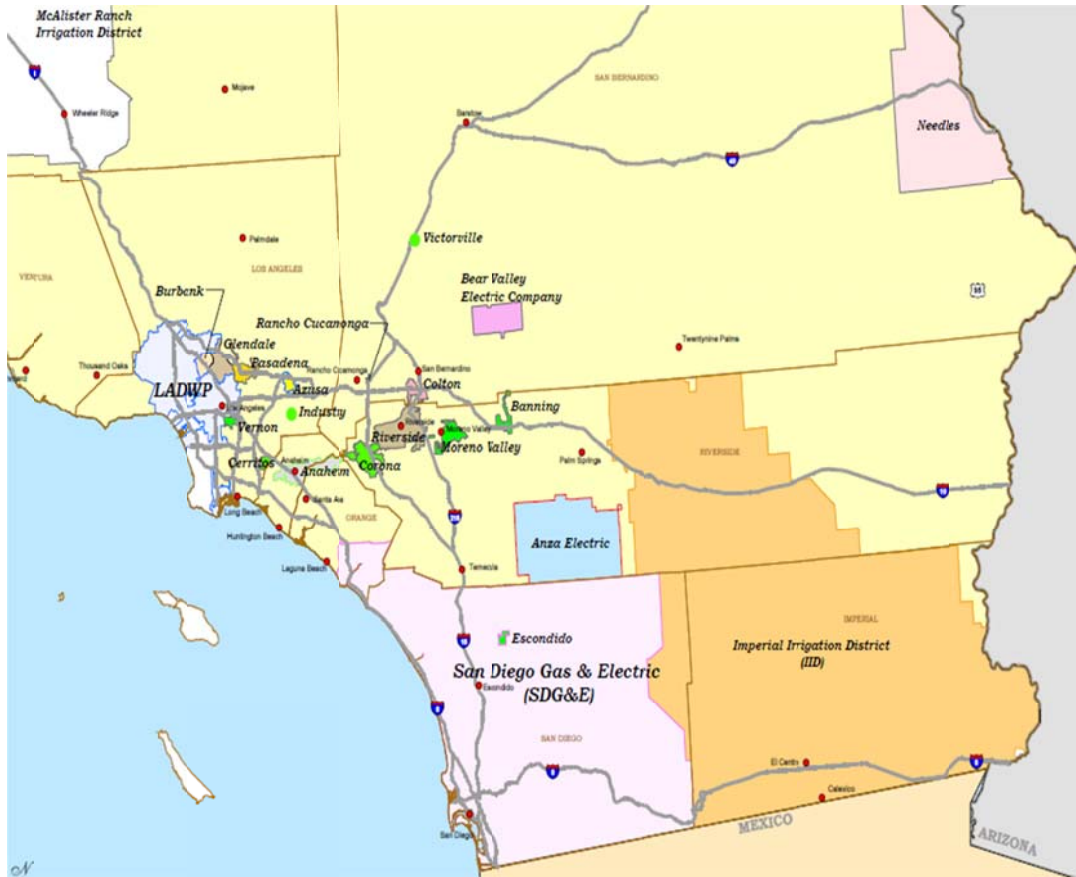 McAlister Ranch
Irrigation District
Mojave
SAN BERNARDINO
Wheeler Ridge
Barstow
Needles
40
Palmdale
Victorville
VENTURA
LOS ANGELES
Bear Valley
Electric Company
Burbank
Rancho Cucamonga
Glendale
Twentynine Palms
Pasadena
Thousand Oaks
Rancho Cucamonga
San Bernardino
LADWP
Azusa
Colton
Los Angeles
Industy
Banning
Vernon
Riverside
Riverside
Moreno Valley
Moreno Valley
Cerritos
Anaheim
Anaheim
Corona
Palm Springs
RIVERSIDE
10
Long Beach
Santa Ana
ORANGE
215
Huntington Beach
Anza Electric
Laguna Beach
Temecula
IMPERIAL
Escondido
Imperial Irrigation District
(IID)
San Diego Gas & Electric
(SDG&E)
Escondido
SAN DIEGO
El Centro
8
8
Calexico
San Diego
MEXICO
ARIZONA
N